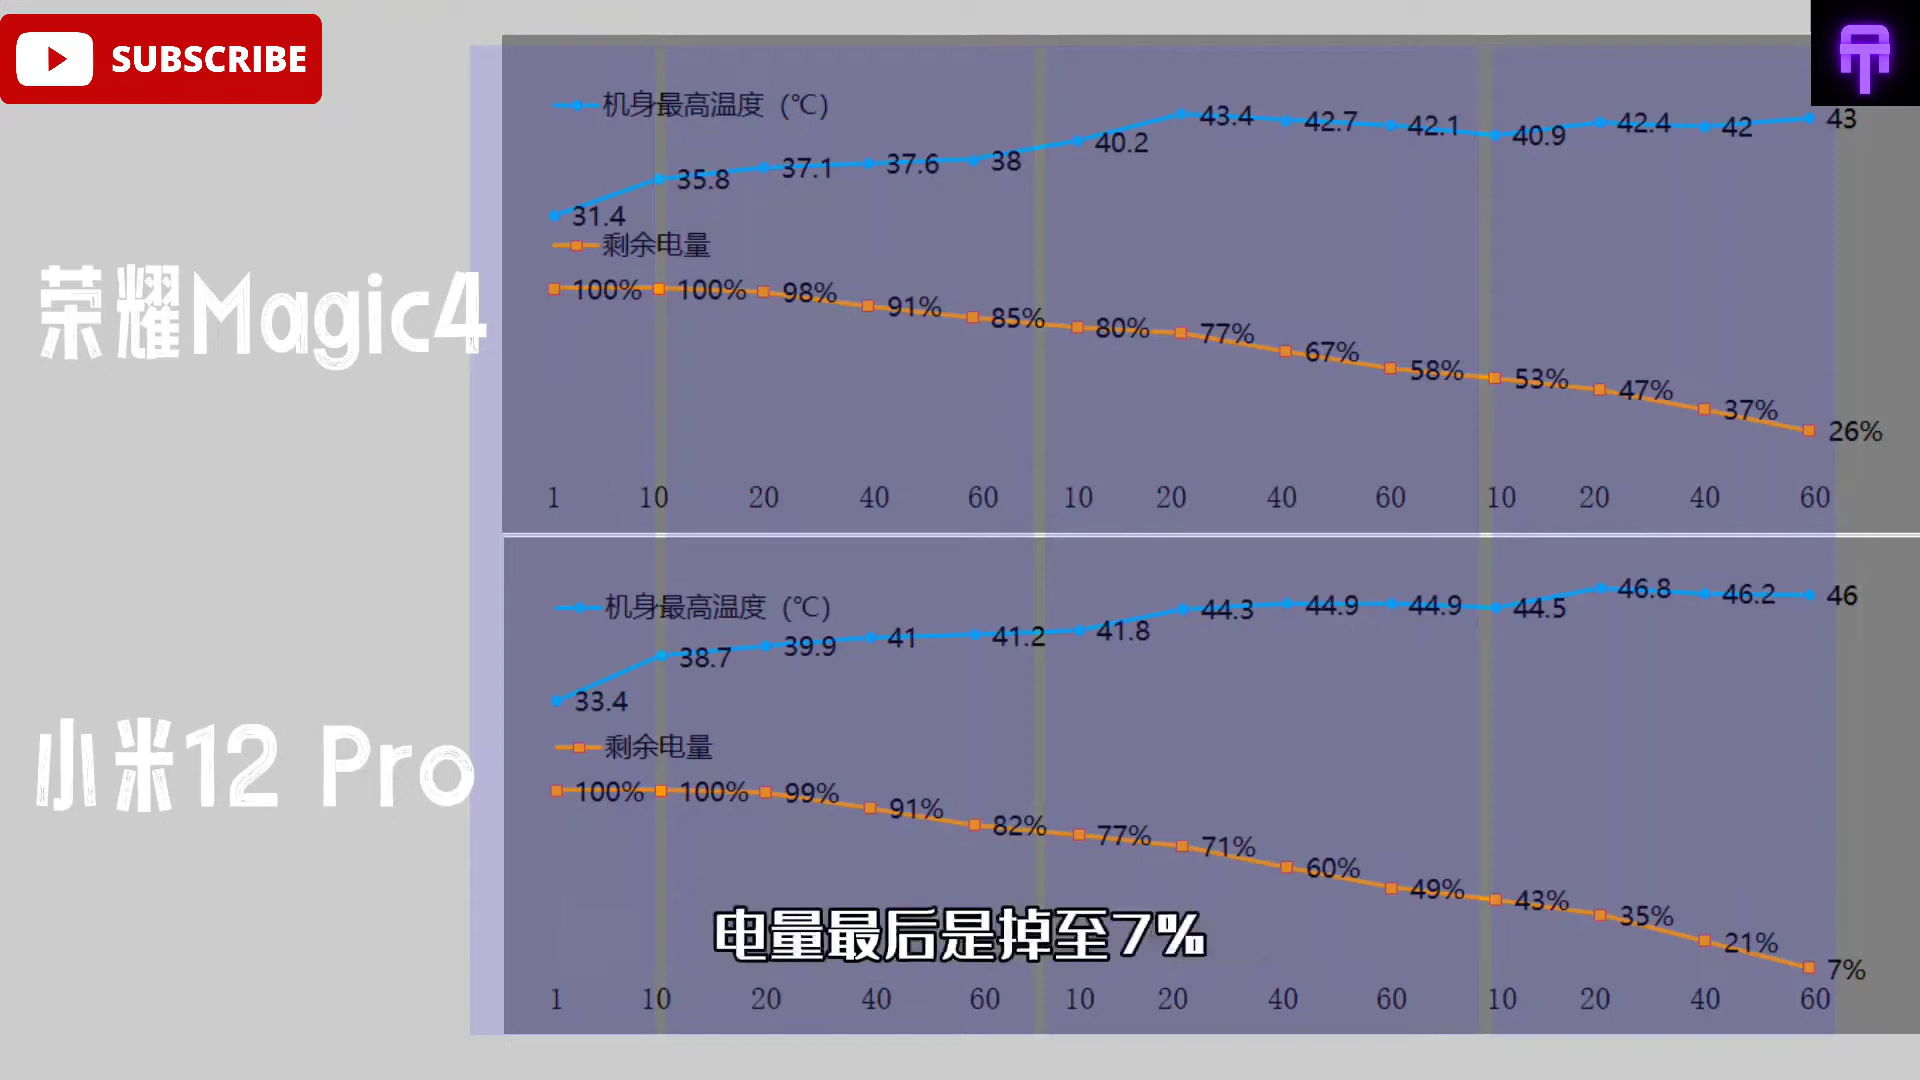 SUBSCRIBE
机身最高温度（℃）
31.4 35.8 37.1 37.6 38 40.2 43.4 42.7 42.1 40.9 42.4 42 43
剩余电量
100% 100% 98% 91% 85% 80% 77% 67% 58% 53% 47% 37% 26%
荣耀Magic4
1 10 20 40 60 10 20 40 60 10 20 40 60
机身最高温度（℃）
33.4 38.7 39.9 41 41.2 41.8 44.3 44.9 44.9 44.5 46.8 46.2 46
剩余电量
100% 100% 99% 91% 82% 77% 71% 60% 49% 43% 35% 21% 7%
小米12 Pro
电量最后是掉至7%
1 10 20 40 60 10 20 40 60 10 20 40 60